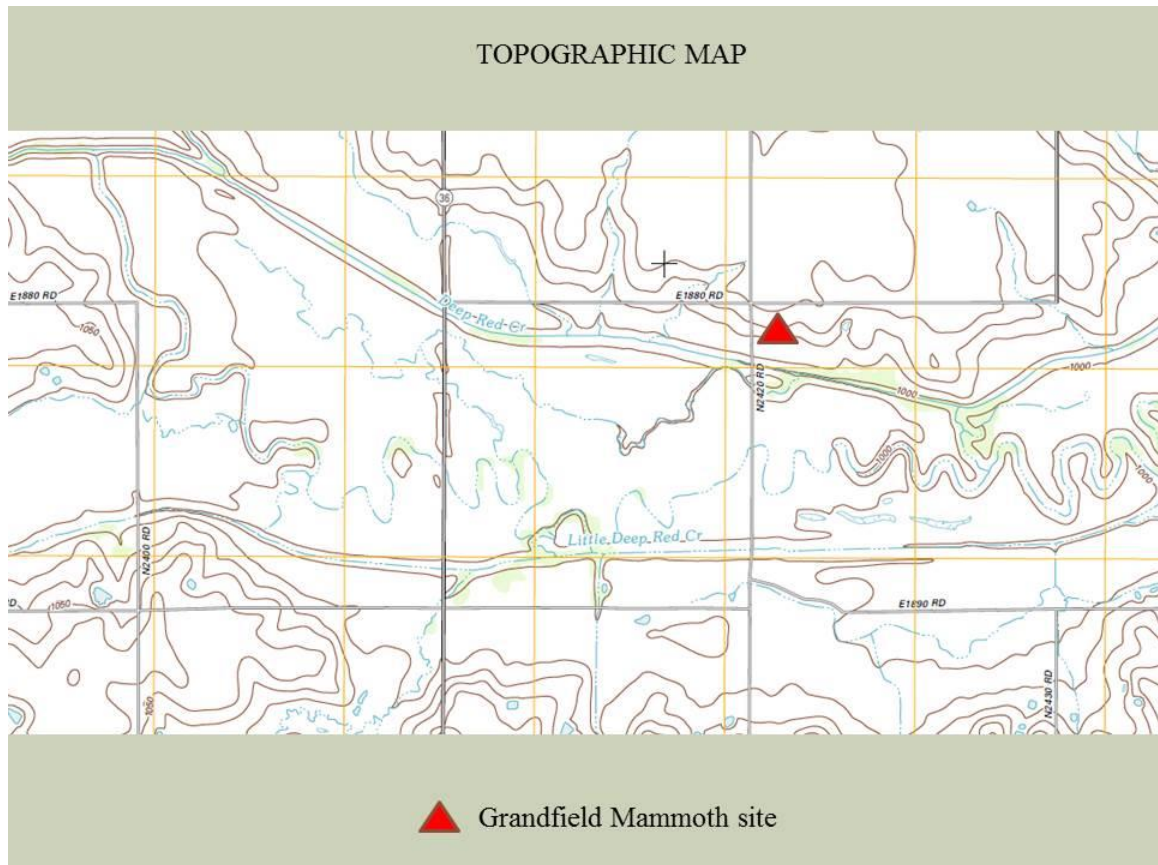 TOPOGRAPHIC MAP
36
E1880 RD
E1880 RD
Deep Red Cr
1050
1000
N2420 RD
1000
1000
1000
N2400 RD
Little Deep Red Cr
1050
E1890 RD
1050
N2430 RD
Grandfield Mammoth site